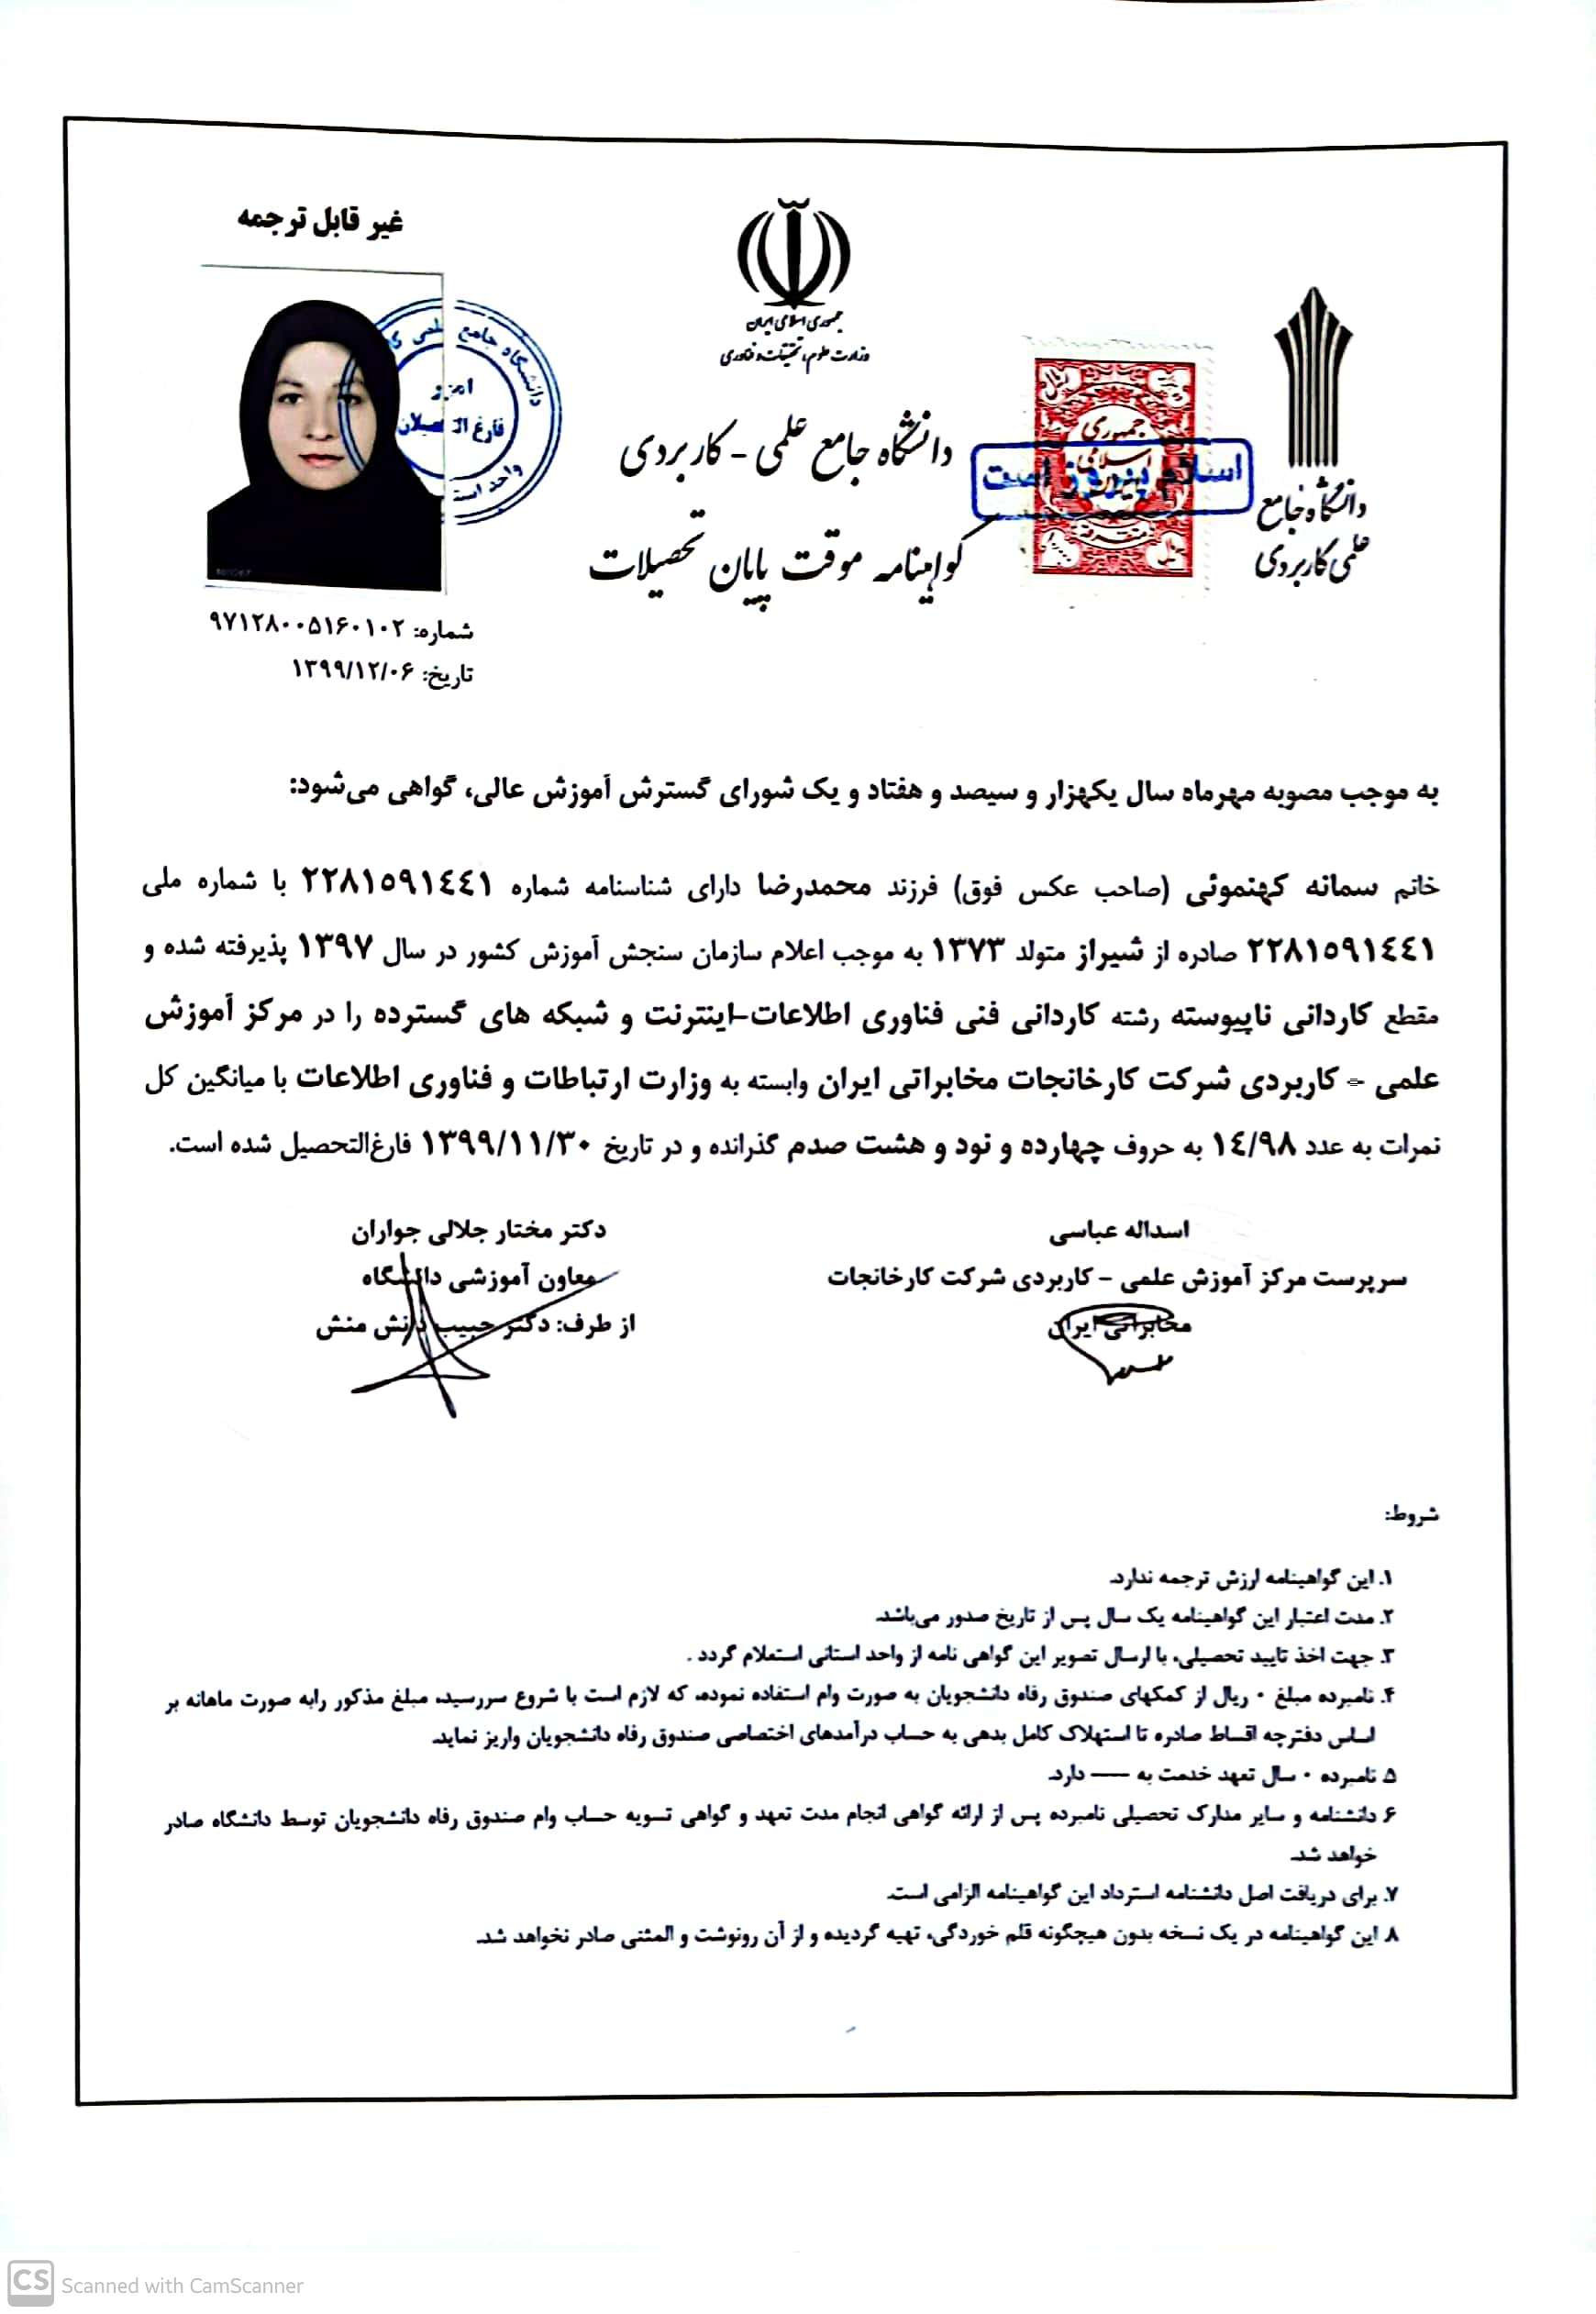 غیر قابل ترجمه
جمهوری اسلامی ایران
وزارت علوم، تحقیقات و فناوری
دانشگاه جامع علمی - کاربردی
گواهینامه موقت پایان تحصیلات
دانشگاه جامع
علمی کاربردی
جمهوری
اسلامی
ایران
متفرقه
دانشگاه جامع علمی
امور
فارغ التحصیلان
واحد
شماره: ۹۷۱۲۸۰۰۵۱۶۰۱۰۲
تاریخ: ۱۳۹۹/۱۲/۰۶
به موجب مصوبه مهرماه سال یکهزار و سیصد و هفتاد و یک شورای گسترش آموزش عالی، گواهی می‌شود:
خانم سمانه کهنموئی (صاحب عکس فوق) فرزند محمدرضا دارای شناسنامه شماره ۲۲۸۱۵۹۱٤٤۱ با شماره ملی
۲۲۸۱۵۹۱٤٤۱ صادره از شیراز متولد ۱۳۷۳ به موجب اعلام سازمان سنجش آموزش کشور در سال ۱۳۹۷ پذیرفته شده و
مقطع کاردانی ناپیوسته رشته کاردانی فنی فناوری اطلاعات-اینترنت و شبکه های گسترده را در مرکز آموزش
علمی - کاربردی شرکت کارخانجات مخابراتی ایران وابسته به وزارت ارتباطات و فناوری اطلاعات با میانگین کل
نمرات به عدد ۱٤/۹۸ به حروف چهارده و نود و هشت صدم گذرانده و در تاریخ ۱۳۹۹/۱۱/۳۰ فارغ‌التحصیل شده است.
اسداله عباسی
سرپرست مرکز آموزش علمی - کاربردی شرکت کارخانجات
مخابراتی ایران
دکتر مختار جلالی جواران
معاون آموزشی دانشگاه
از طرف: دکتر حبیب دانش منش
شروط:
۱. این گواهینامه ارزش ترجمه ندارد.
۲. مدت اعتبار این گواهینامه یک سال پس از تاریخ صدور می‌باشد.
۳. جهت اخذ تایید تحصیلی، با ارسال تصویر این گواهی نامه از واحد استانی استعلام گردد .
۴. نامبرده مبلغ ۰ ریال از کمکهای صندوق رفاه دانشجویان به صورت وام استفاده نموده، که لازم است با شروع سررسید، مبلغ مذکور رابه صورت ماهانه بر
اساس دفترچه اقساط صادره تا استهلاک کامل بدهی به حساب درآمدهای اختصاصی صندوق رفاه دانشجویان واریز نماید.
۵. نامبرده ۰ سال تعهد خدمت به ----- دارد.
۶. دانشنامه و سایر مدارک تحصیلی نامبرده پس از ارائه گواهی انجام مدت تعهد و گواهی تسویه حساب وام صندوق رفاه دانشجویان توسط دانشگاه صادر
خواهد شد.
۷. برای دریافت اصل دانشنامه استرداد این گواهینامه الزامی است.
۸. این گواهینامه در یک نسخه بدون هیچگونه قلم خوردگی، تهیه گردیده و از آن رونوشت و المثنی صادر نخواهد شد.
CS Scanned with CamScanner